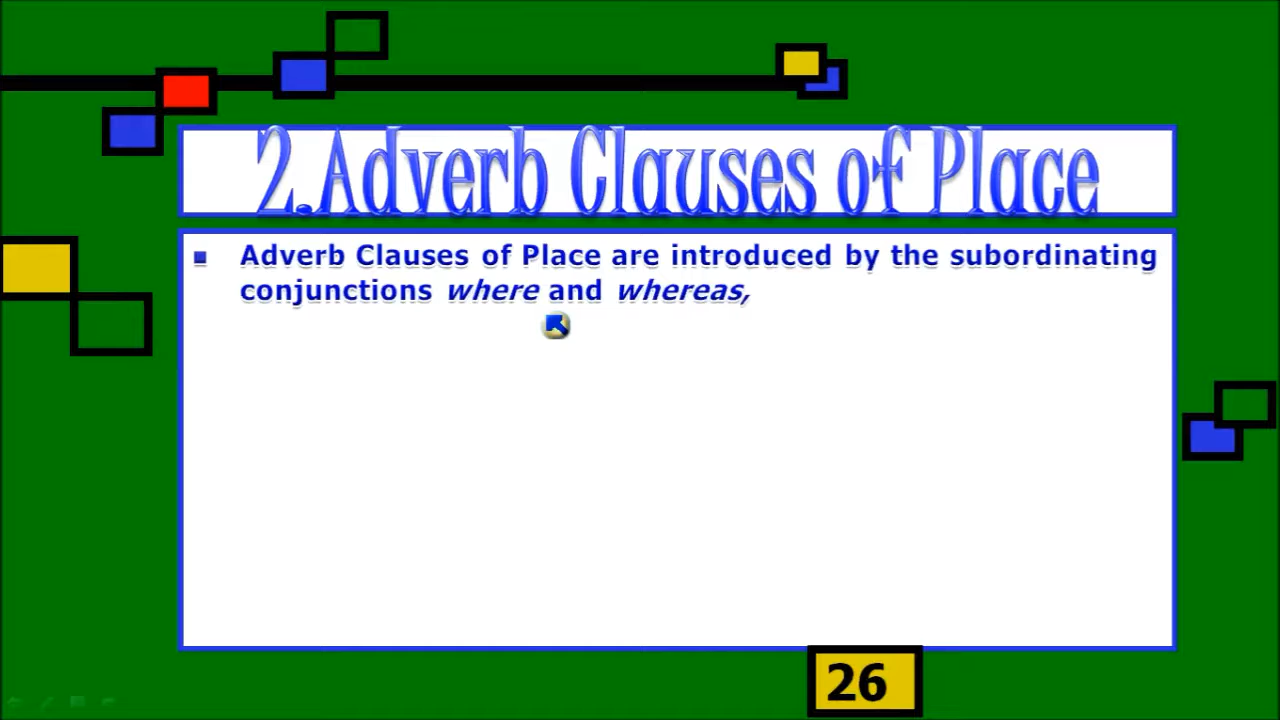 2.Adverb Clauses of Place
Adverb Clauses of Place are introduced by the subordinating
conjunctions where and whereas,
26